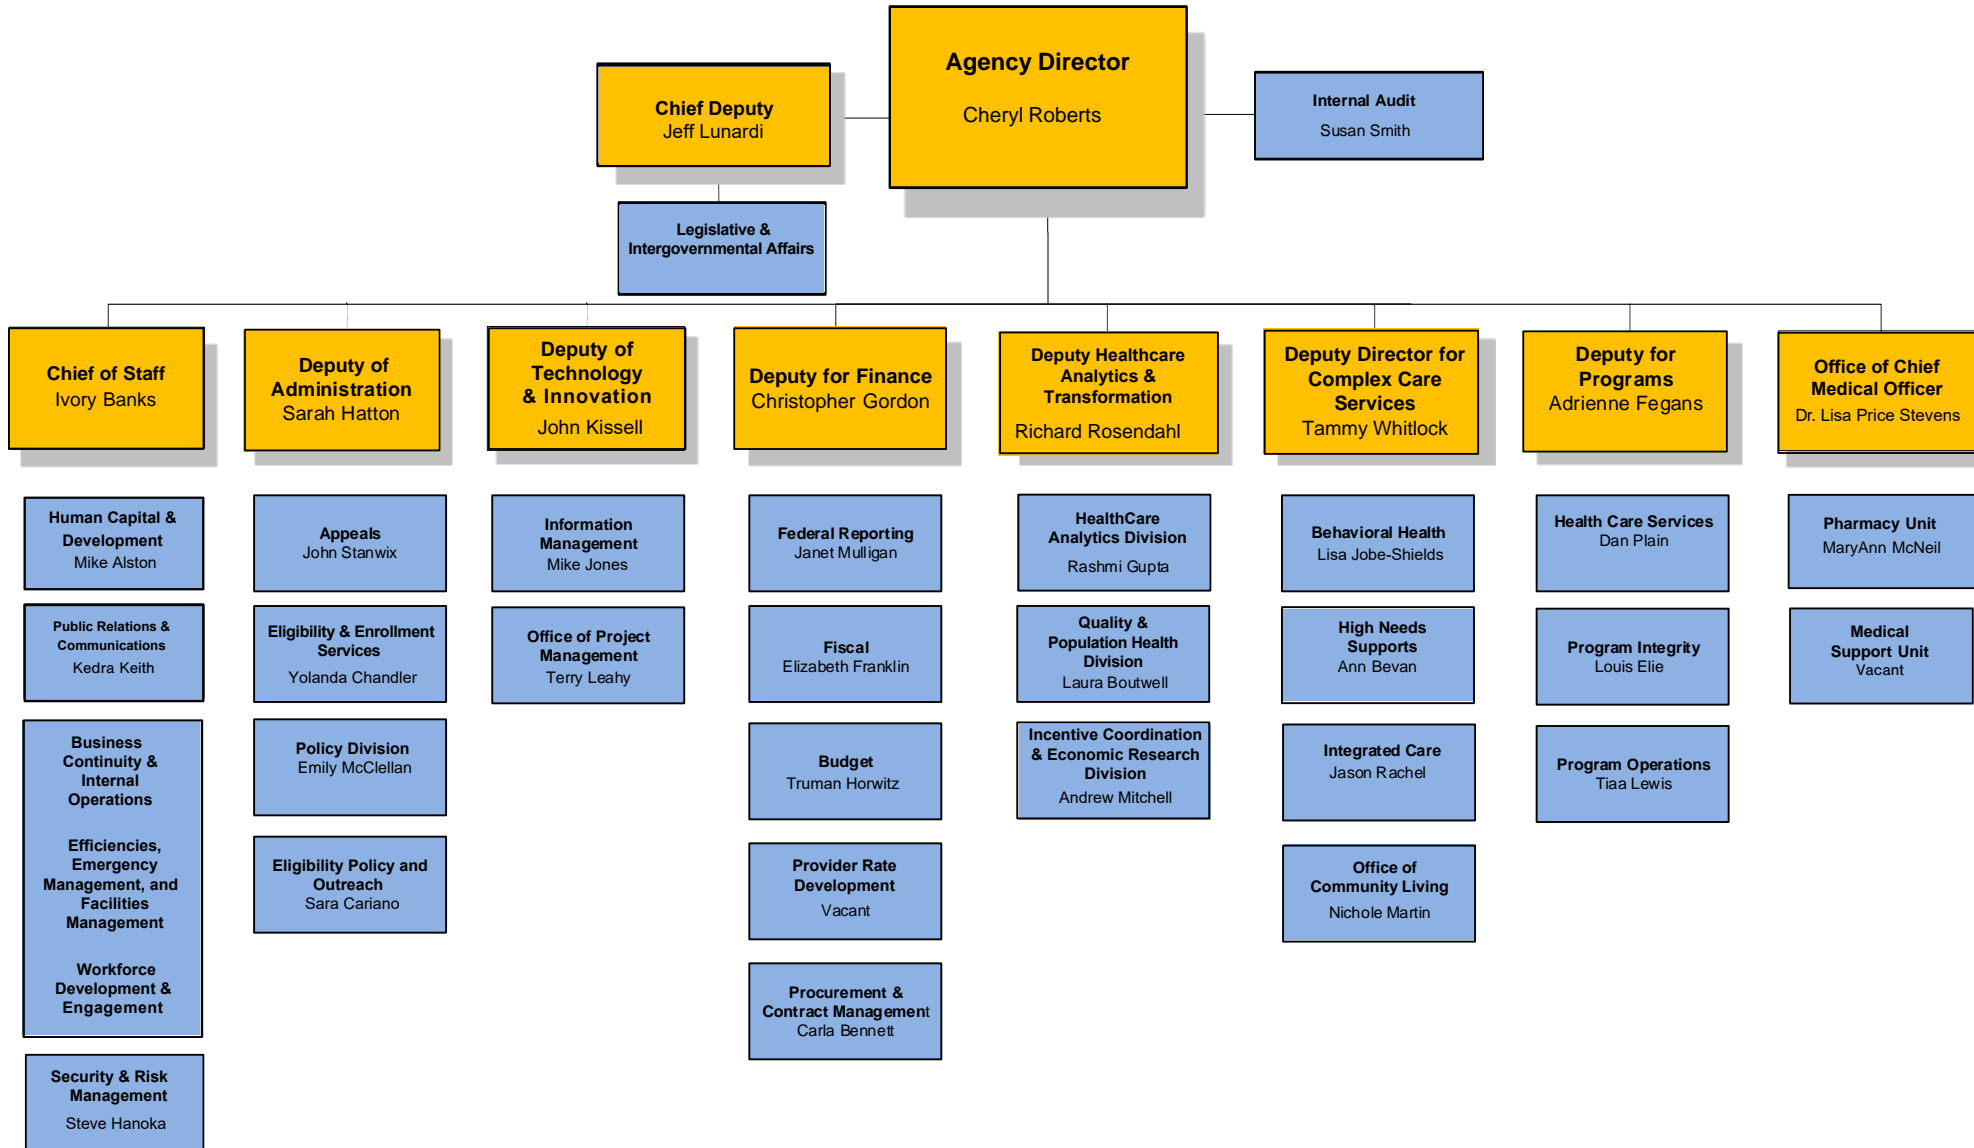 Agency Director
Cheryl Roberts
Chief Deputy
Jeff Lunardi
Internal Audit
Susan Smith
Legislative &
Intergovernmental Affairs
Chief of Staff
Ivory Banks
Deputy of
Administration
Sarah Hatton
Deputy of
Technology
& Innovation
John Kissell
Deputy for Finance
Christopher Gordon
Deputy Healthcare
Analytics &
Transformation
Richard Rosendahl
Deputy Director for
Complex Care
Services
Tammy Whitlock
Deputy for
Programs
Adrienne Fegans
Office of Chief
Medical Officer
Dr. Lisa Price Stevens
Human Capital &
Development
Mike Alston
Public Relations &
Communications
Kedra Keith
Business
Continuity &
Internal
Operations
Efficiencies,
Emergency
Management, and
Facilities
Management
Workforce
Development &
Engagement
Security & Risk
Management
Steve Hanoka
Appeals
John Stanwix
Eligibility & Enrollment
Services
Yolanda Chandler
Policy Division
Emily McClellan
Eligibility Policy and
Outreach
Sara Cariano
Information
Management
Mike Jones
Office of Project
Management
Terry Leahy
Federal Reporting
Janet Mulligan
Fiscal
Elizabeth Franklin
Budget
Truman Horwitz
Provider Rate
Development
Vacant
Procurement &
Contract Management
Carla Bennett
HealthCare
Analytics Division
Rashmi Gupta
Quality &
Population Health
Division
Laura Boutwell
Incentive Coordination
& Economic Research
Division
Andrew Mitchell
Behavioral Health
Lisa Jobe-Shields
High Needs
Supports
Ann Bevan
Integrated Care
Jason Rachel
Office of
Community Living
Nichole Martin
Health Care Services
Dan Plain
Program Integrity
Louis Elie
Program Operations
Tiaa Lewis
Pharmacy Unit
MaryAnn McNeil
Medical
Support Unit
Vacant